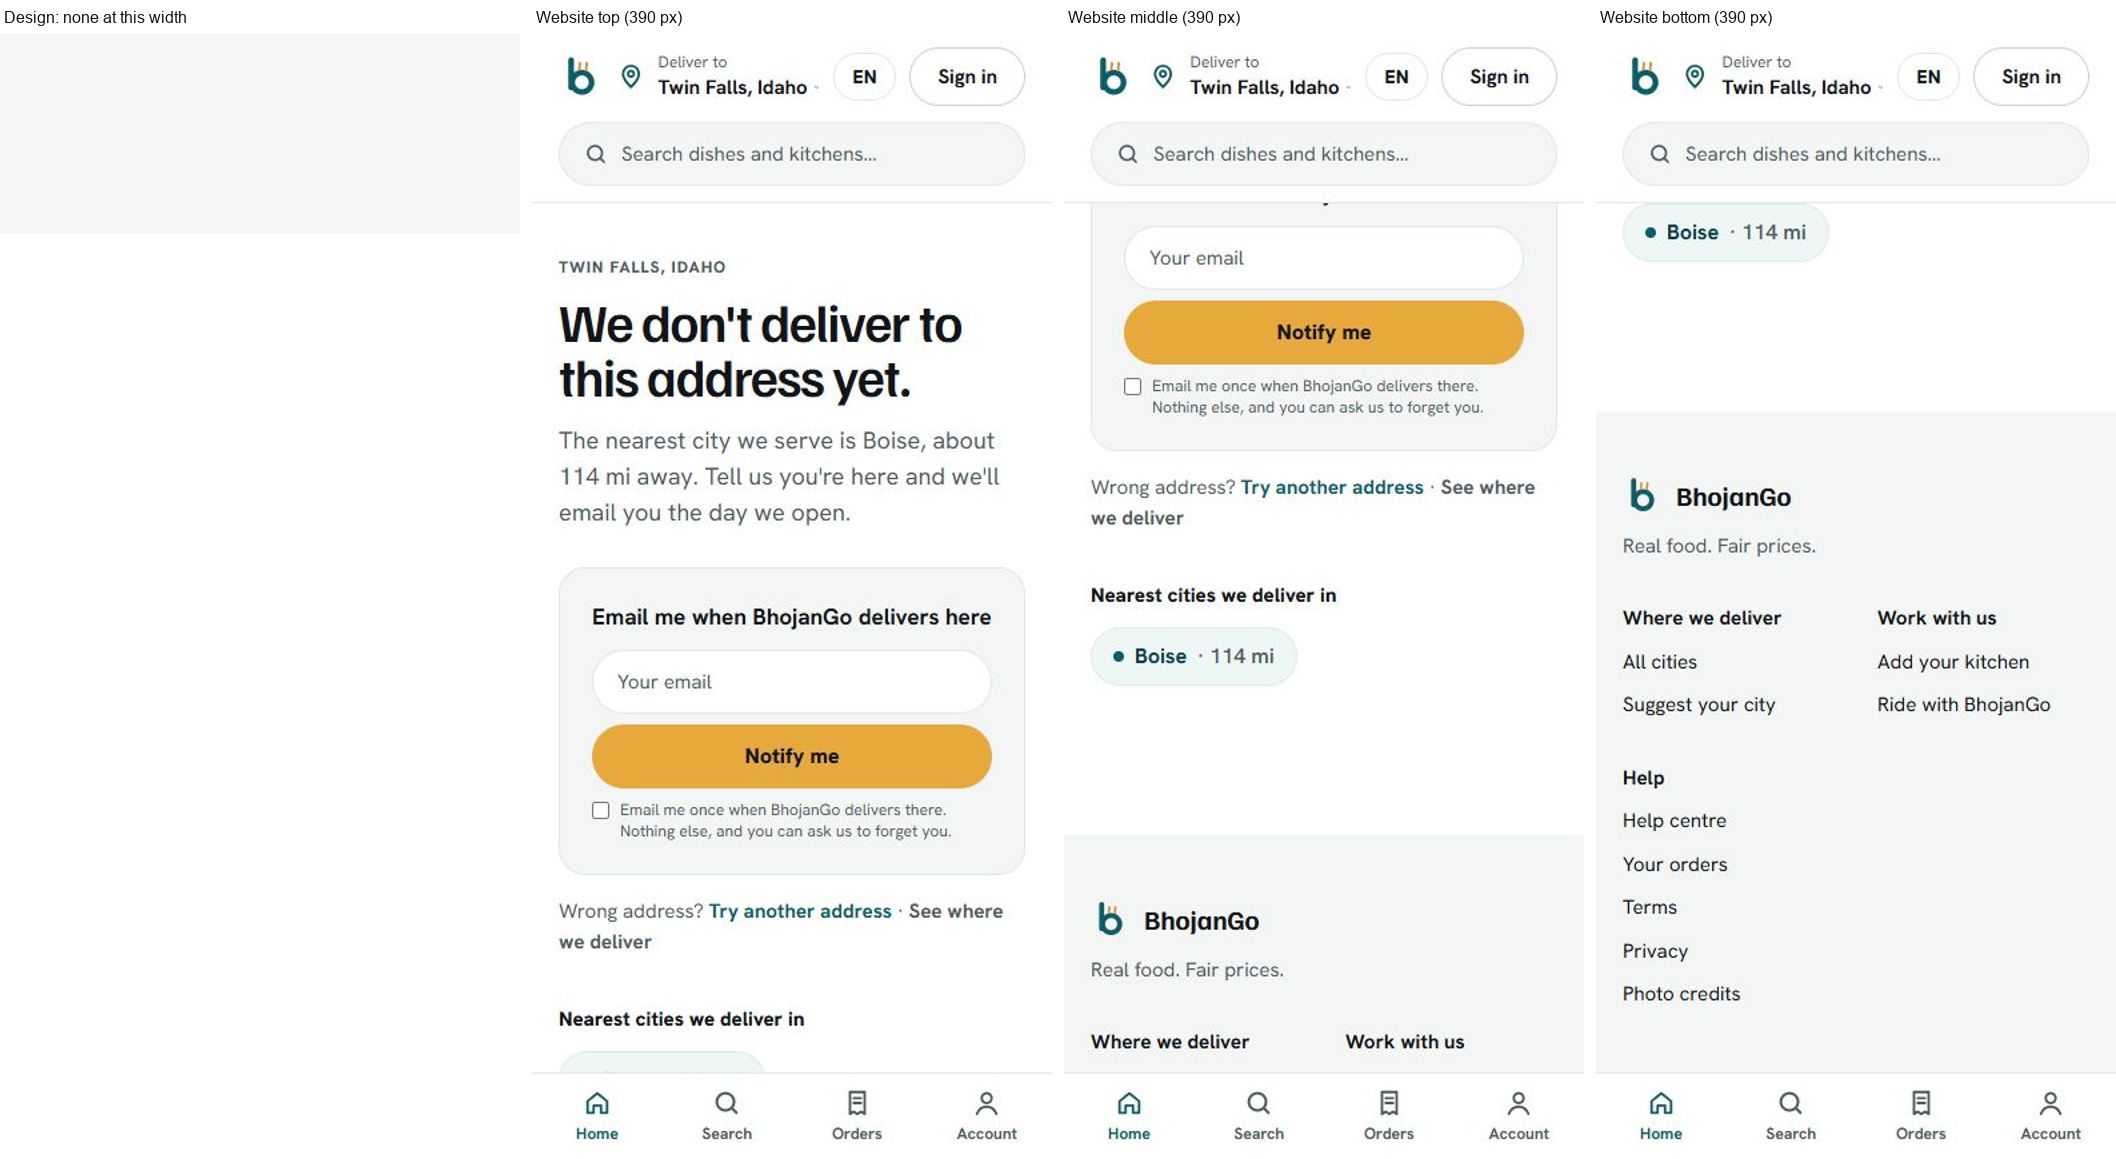 Design: none at this width
Website top (390 px)
Deliver to
Twin Falls, Idaho
EN
Sign in
Search dishes and kitchens...
TWIN FALLS, IDAHO
We don't deliver to
this address yet.
The nearest city we serve is Boise, about
114 mi away. Tell us you're here and we'll
email you the day we open.
Email me when BhojanGo delivers here
Your email
Notify me
Email me once when BhojanGo delivers there.
Nothing else, and you can ask us to forget you.
Wrong address? Try another address · See where
we deliver
Nearest cities we deliver in
Home
Search
Orders
Account
Website middle (390 px)
Deliver to
Twin Falls, Idaho
EN
Sign in
Search dishes and kitchens...
Your email
Notify me
Email me once when BhojanGo delivers there.
Nothing else, and you can ask us to forget you.
Wrong address? Try another address · See where
we deliver
Nearest cities we deliver in
Boise · 114 mi
BhojanGo
Real food. Fair prices.
Where we deliver
Work with us
Home
Search
Orders
Account
Website bottom (390 px)
Deliver to
Twin Falls, Idaho
EN
Sign in
Search dishes and kitchens...
Boise · 114 mi
BhojanGo
Real food. Fair prices.
Where we deliver
All cities
Suggest your city
Work with us
Add your kitchen
Ride with BhojanGo
Help
Help centre
Your orders
Terms
Privacy
Photo credits
Home
Search
Orders
Account